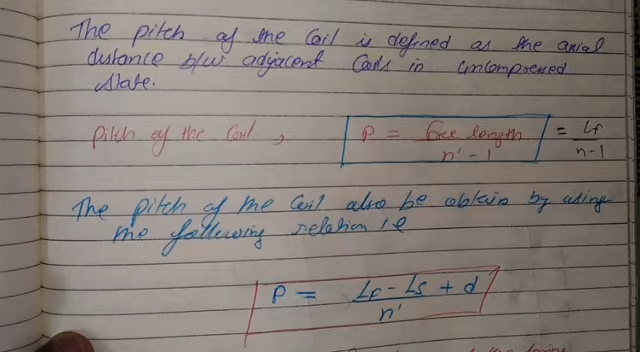 The pitch of the Coil is defined as the axial
distance b/w adjacent Coils in uncompressed
state.
Pitch of the Coil, P = Free length / n' - 1 = LF / n-1
The pitch of the Coil also be obtain by using
the following relation i.e
P = LF - LS + d / n'